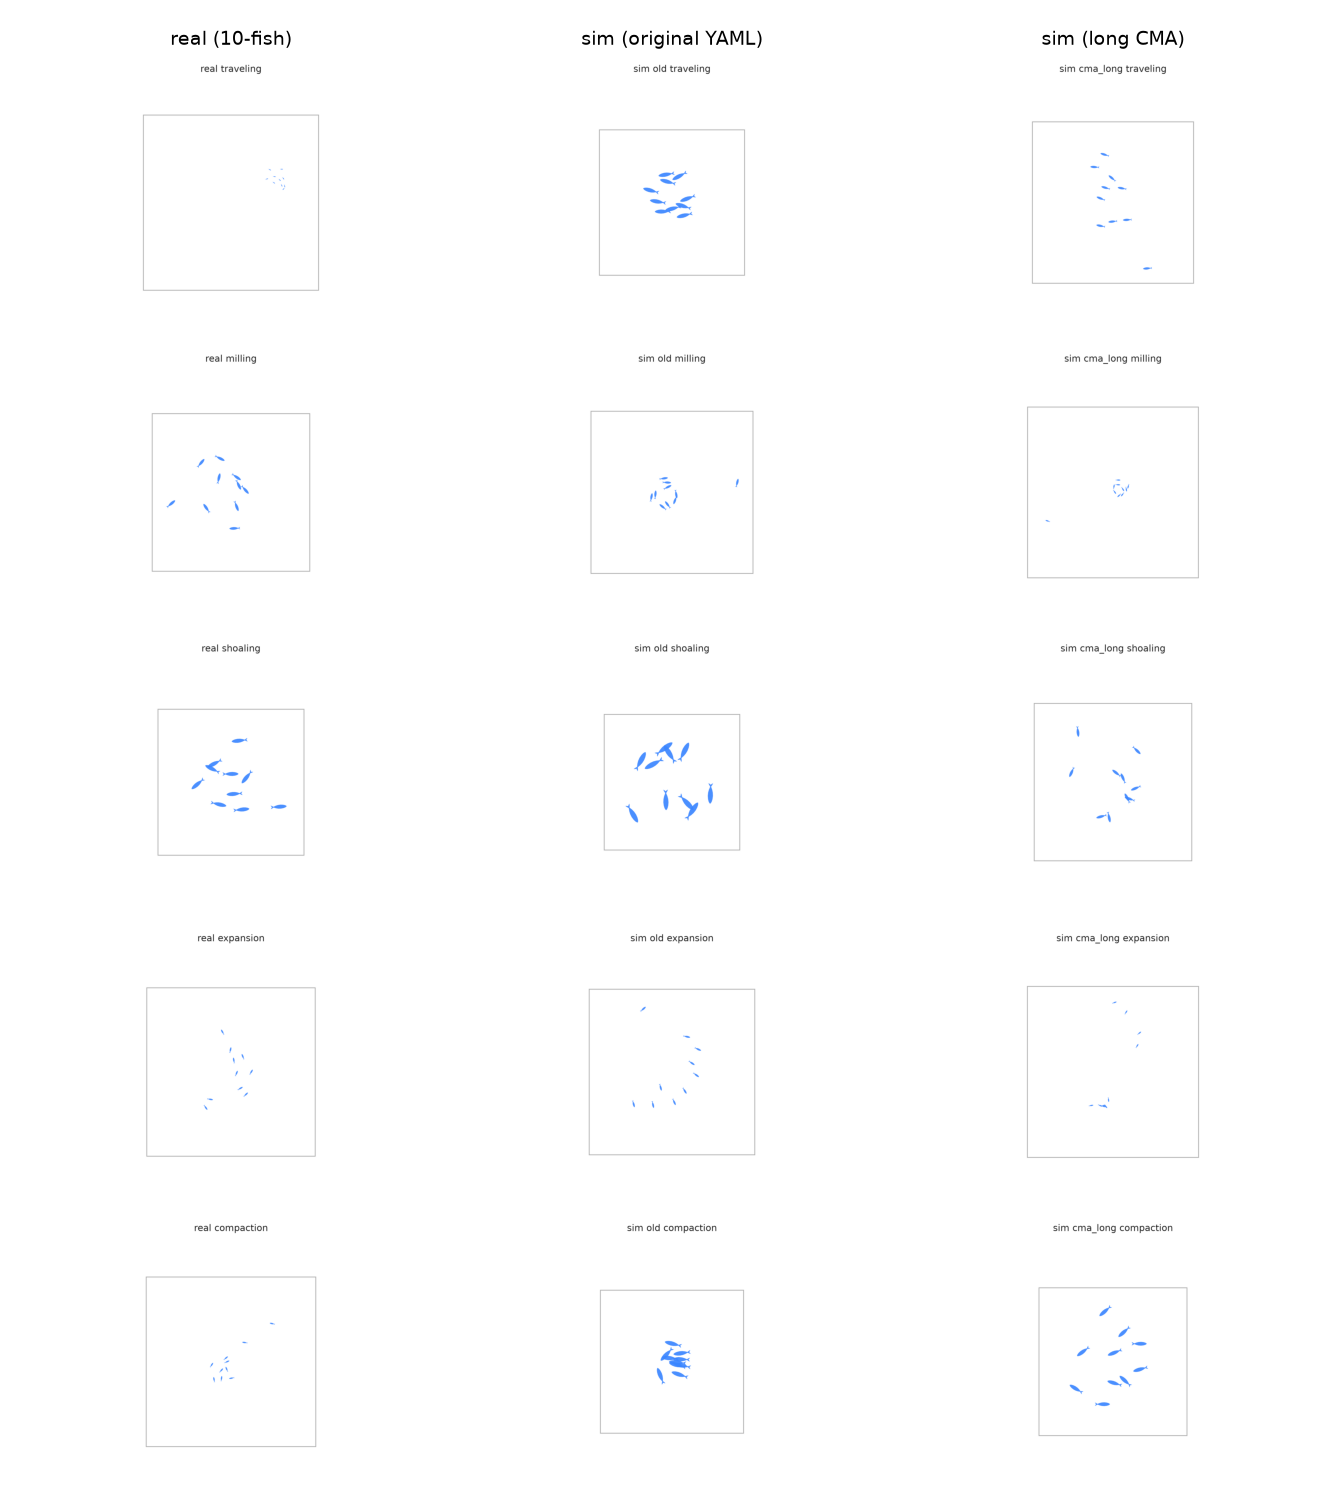 real (10-fish)
sim (original YAML)
sim (long CMA)
real traveling
sim old traveling
sim cma_long traveling
real milling
sim old milling
sim cma_long milling
real shoaling
sim old shoaling
sim cma_long shoaling
real expansion
sim old expansion
sim cma_long expansion
real compaction
sim old compaction
sim cma_long compaction